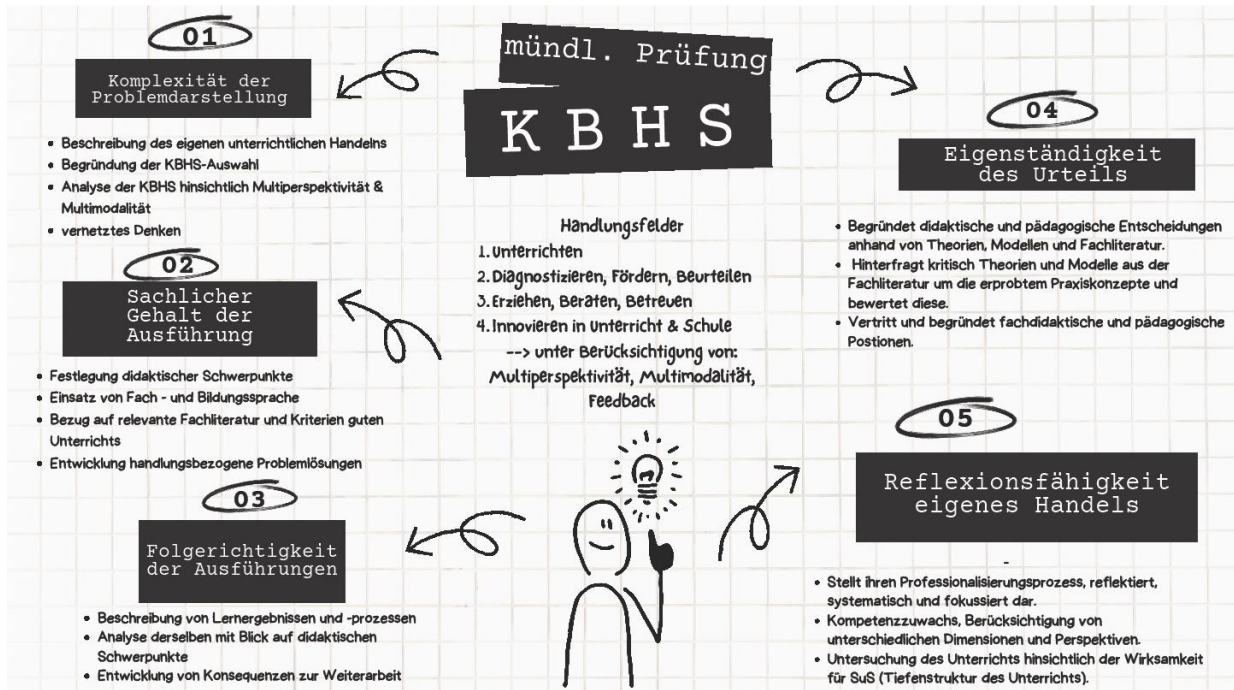 mündl. Prüfung
KBHS
01
Komplexität der
Problemdarstellung
• Beschreibung des eigenen unterrichtlichen Handelns
• Begründung der KBHS-Auswahl
• Analyse der KBHS hinsichtlich Multiperspektivität &
Multimodalität
• vernetztes Denken
02
Sachlicher
Gehalt der
Ausführung
• Festlegung didaktischer Schwerpunkte
• Einsatz von Fach - und Bildungssprache
• Bezug auf relevante Fachliteratur und Kriterien guten
Unterrichts
• Entwicklung handlungsbezogene Problemlösungen
03
Folgerichtigkeit
der Ausführungen
• Beschreibung von Lernergebnissen und -prozessen
• Analyse derselben mit Blick auf didaktischen
Schwerpunkte
• Entwicklung von Konsequenzen zur Weiterarbeit
Handlungsfelder
1. Unterrichten
2. Diagnostizieren, Fördern, Beurteilen
3. Erziehen, Beraten, Betreuen
4. Innovieren in Unterricht & Schule
--> unter Berücksichtigung von:
Multiperspektivität, Multimodalität,
Feedback
04
Eigenständigkeit
des Urteils
• Begründet didaktische und pädagogische Entscheidungen
anhand von Theorien, Modellen und Fachliteratur.
• Hinterfragt kritisch Theorien und Modelle aus der
Fachliteratur um die erprobtem Praxiskonzepte und
bewertet diese.
• Vertritt und begründet fachdidaktische und pädagogische
Postionen.
05
Reflexionsfähigkeit
eigenes Handels
-
• Stellt ihren Professionalisierungsprozess, reflektiert,
systematisch und fokussiert dar.
• Kompetenzzuwachs, Berücksichtigung von
unterschiedlichen Dimensionen und Perspektiven.
• Untersuchung des Unterrichts hinsichtlich der Wirksamkeit
für SuS (Tiefenstruktur des Unterrichts).